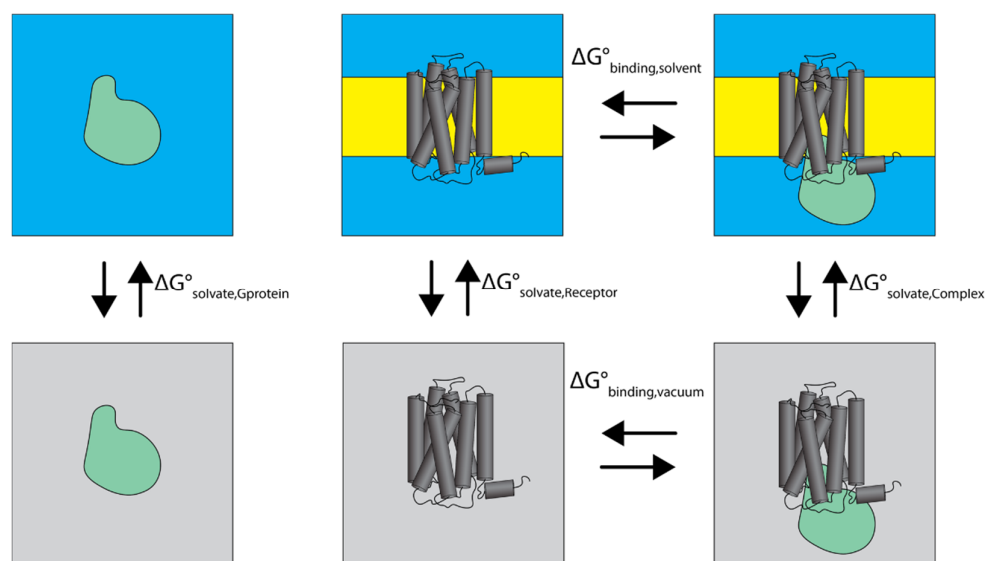 ΔG°binding,solvent
ΔG°solvate,Gprotein
ΔG°solvate,Receptor
ΔG°solvate,Complex
ΔG°binding,vacuum